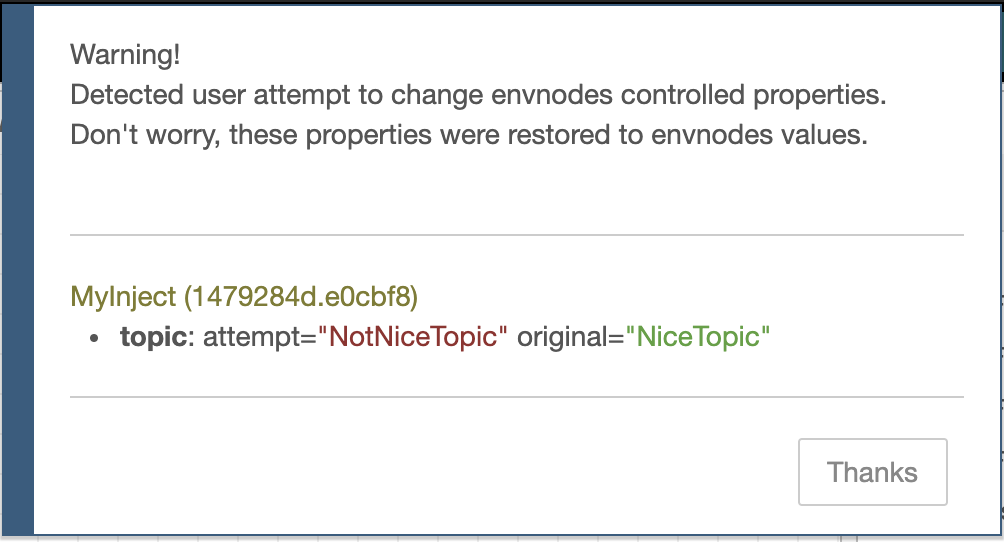 Warning!
Detected user attempt to change envnodes controlled properties.
Don't worry, these properties were restored to envnodes values.
MyInject (1479284d.e0cbf8)
• topic: attempt="NotNiceTopic" original="NiceTopic"
Thanks